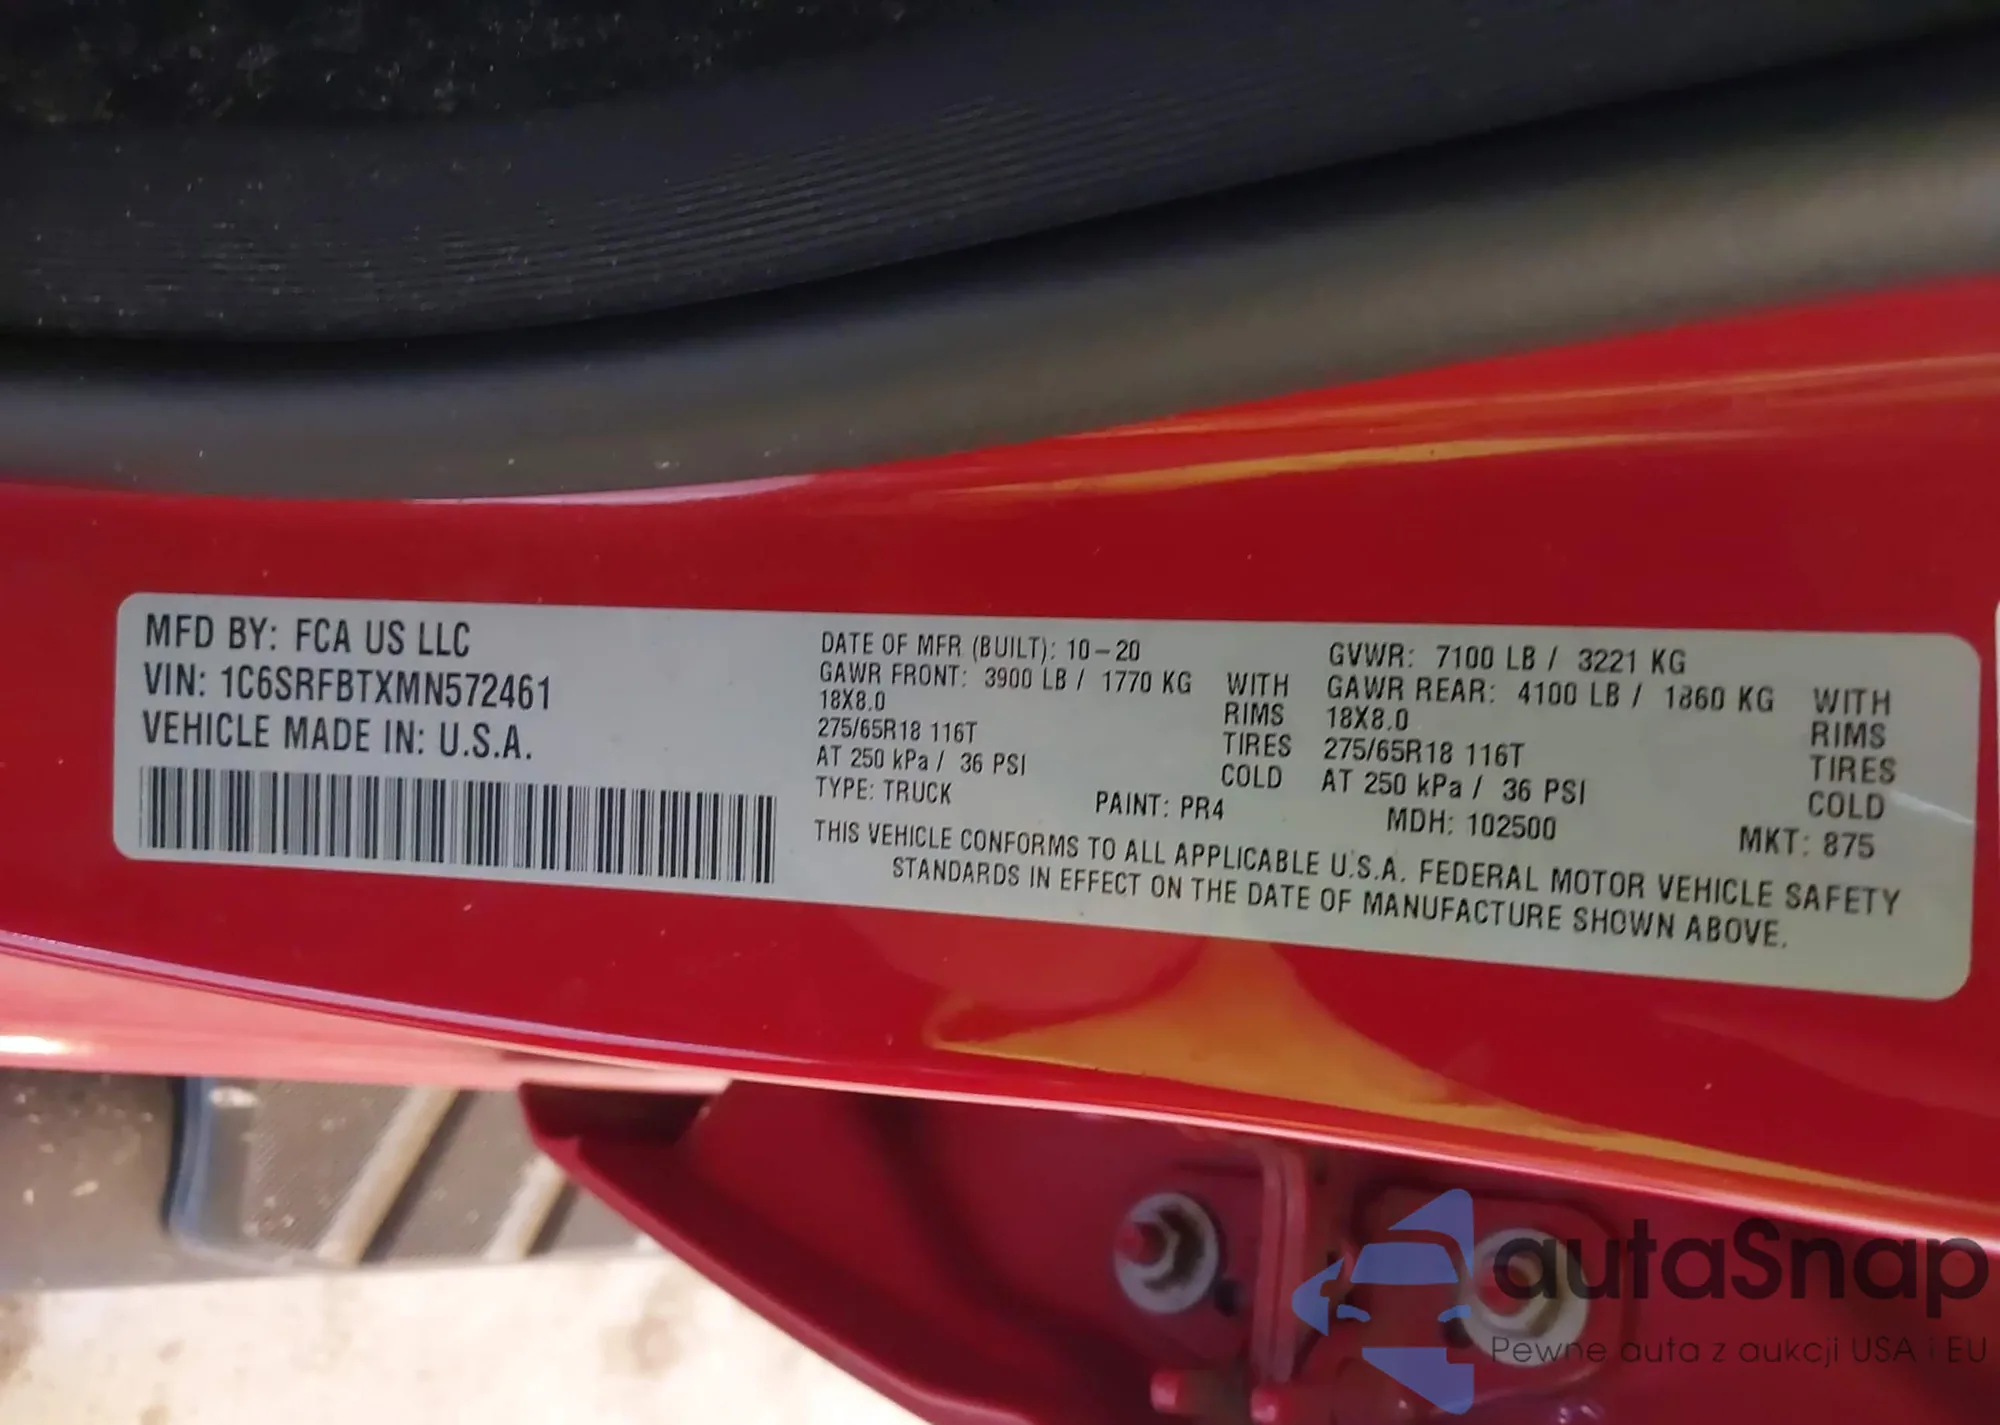 MFD BY: FCA US LLC
VIN: 1C6SRFBTXMN572461
VEHICLE MADE IN: U.S.A.
DATE OF MFR (BUILT): 10-20
GVWR: 7100 LB / 3221 KG
GAWR FRONT: 3900 LB / 1770 KG WITH
18X8.0 RIMS
275/65R18 116T TIRES
AT 250 kPa / 36 PSI COLD
GAWR REAR: 4100 LB / 1860 KG WITH
18X8.0 RIMS
275/65R18 116T TIRES
AT 250 kPa / 36 PSI COLD
TYPE: TRUCK PAINT: PR4 MDH: 102500 MKT: 875
THIS VEHICLE CONFORMS TO ALL APPLICABLE U.S.A. FEDERAL MOTOR VEHICLE SAFETY
STANDARDS IN EFFECT ON THE DATE OF MANUFACTURE SHOWN ABOVE.
autaSnap
Pewne auta z aukcji USA i EU